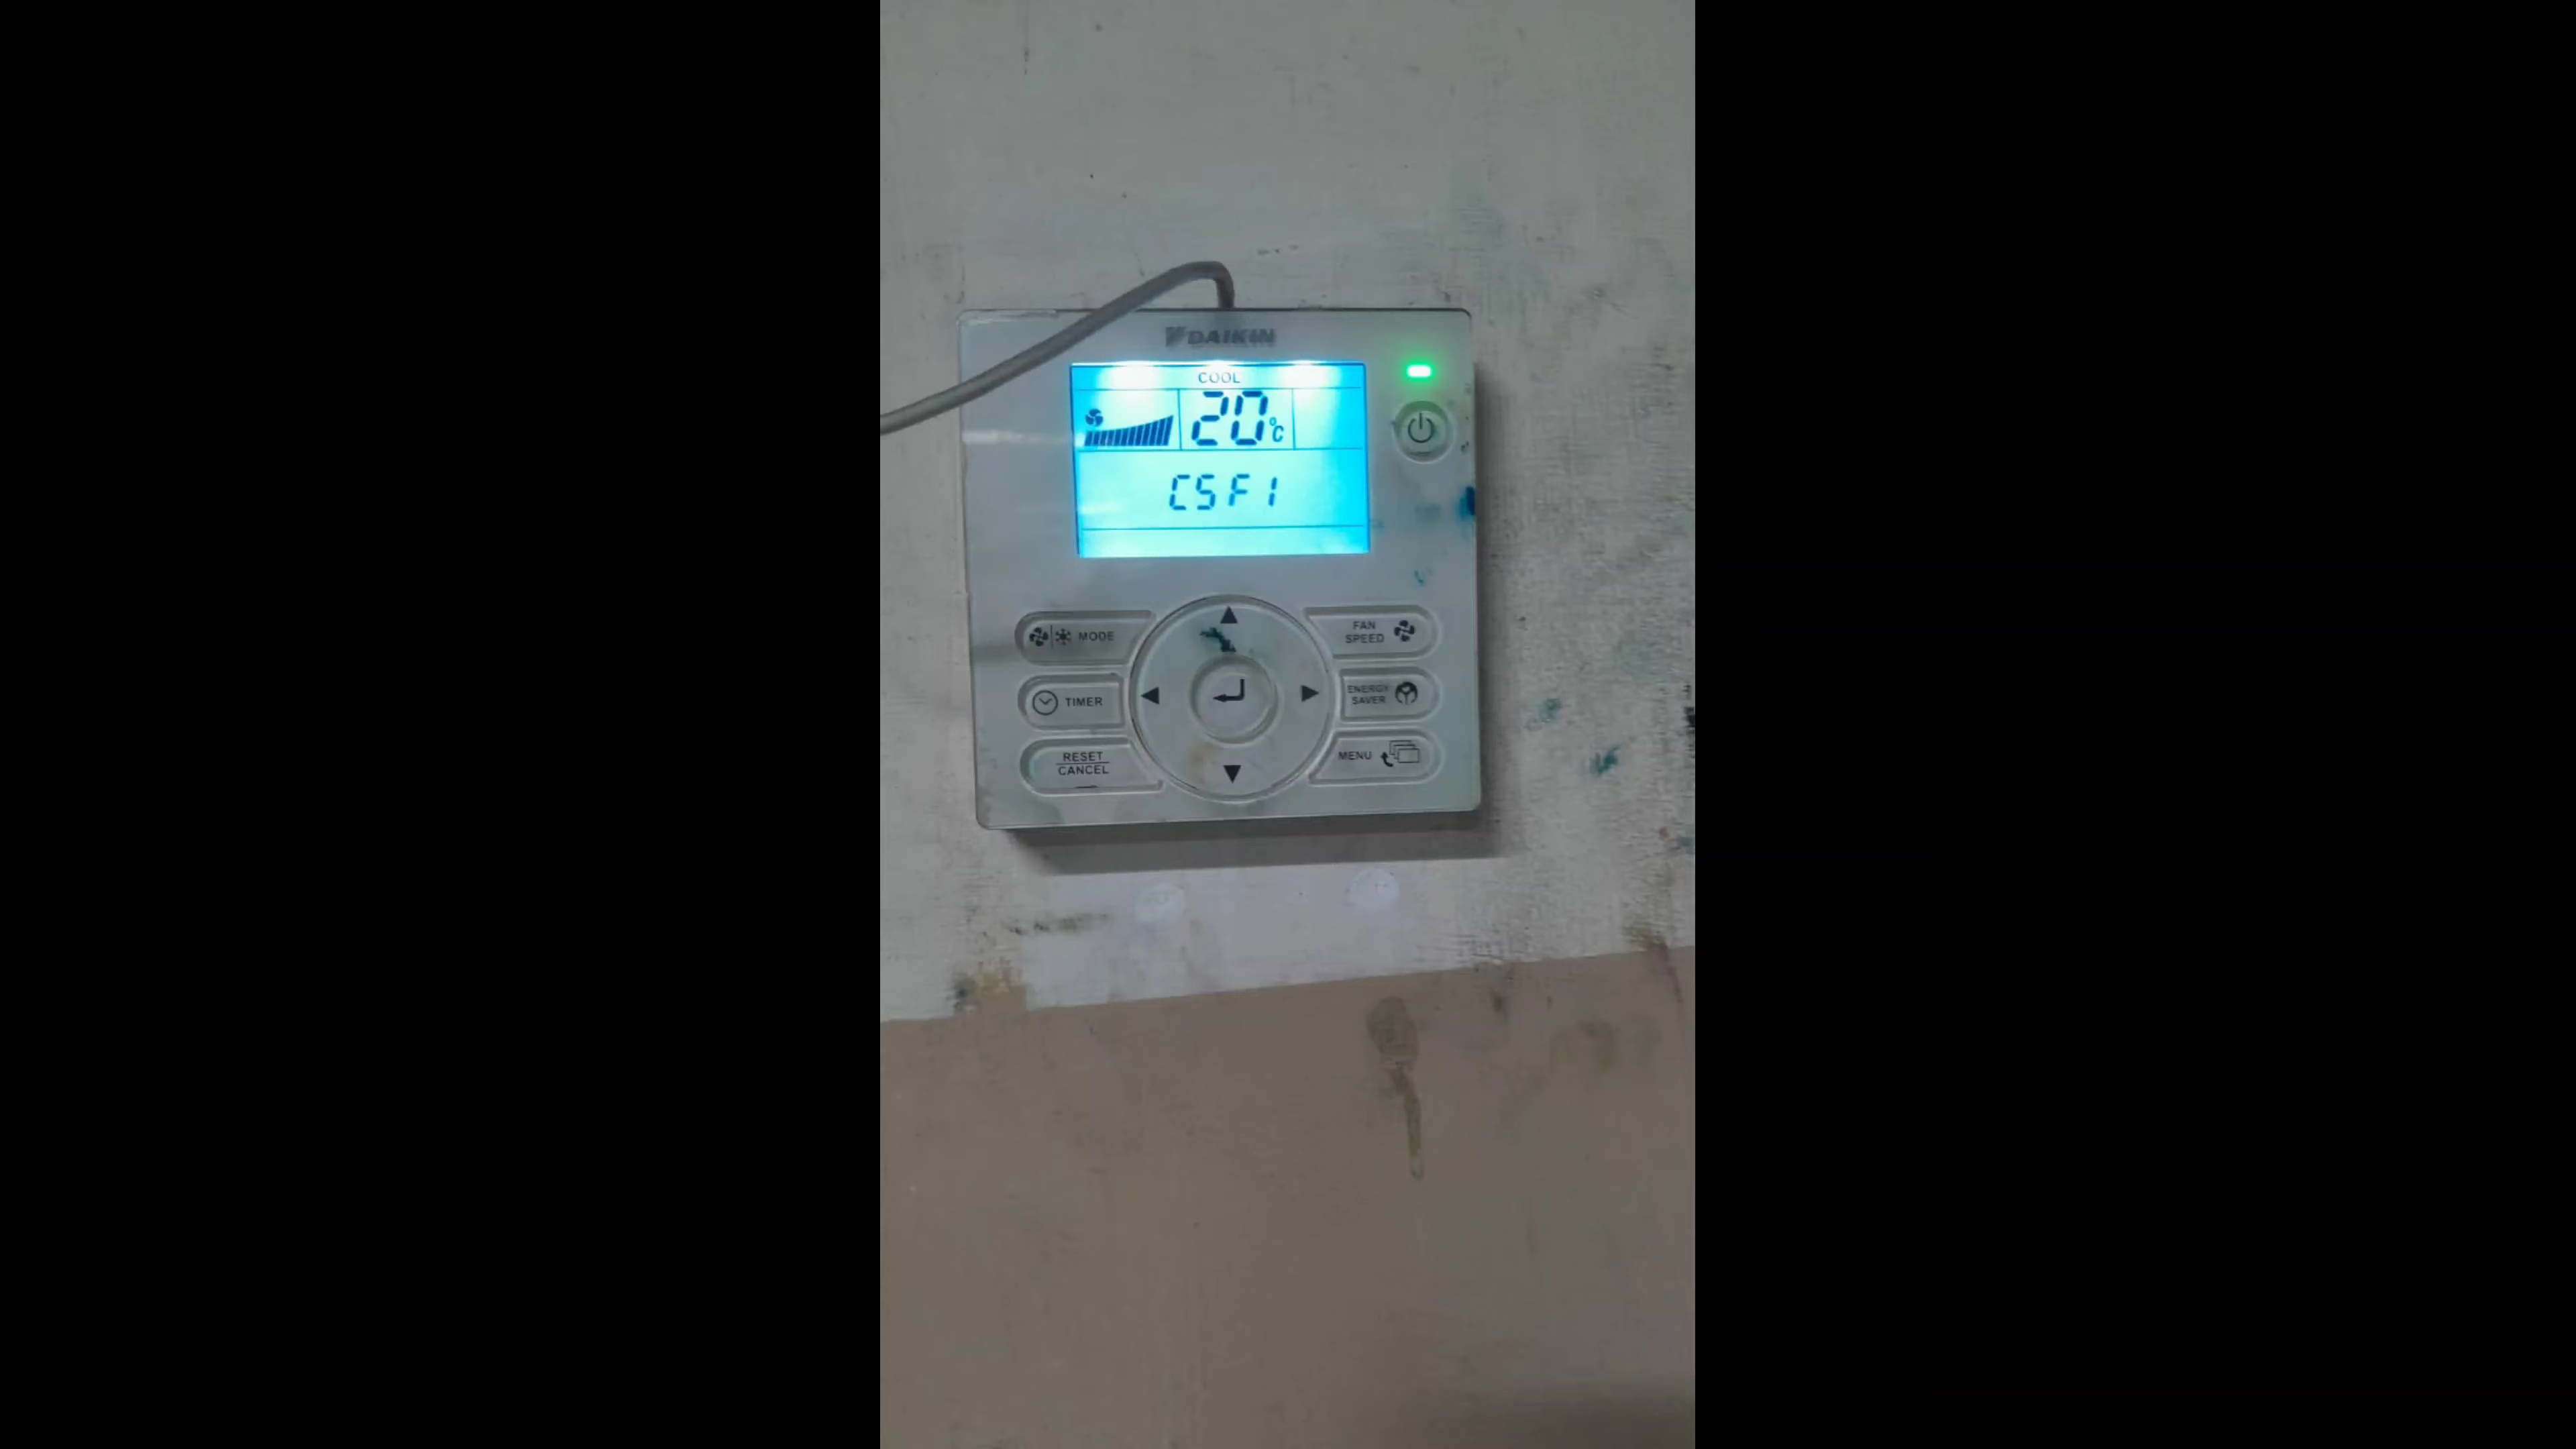 DAIKIN
COOL
20°C
CSF1
MODE
FAN
SPEED
TIMER
ENERGY
SAVER
RESET
CANCEL
MENU